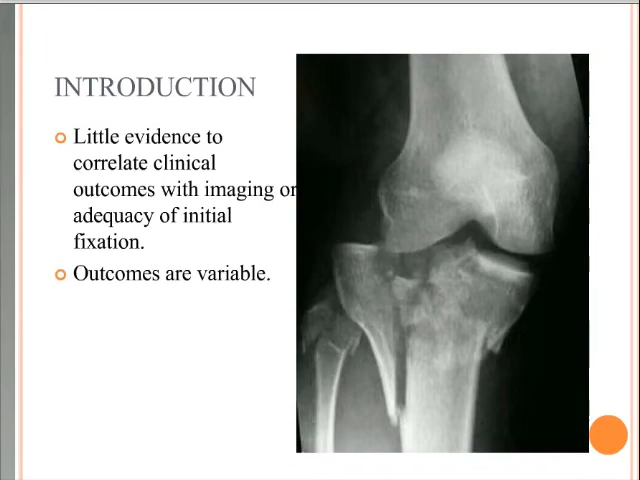 INTRODUCTION
Little evidence to
correlate clinical
outcomes with imaging or
adequacy of initial
fixation.
Outcomes are variable.